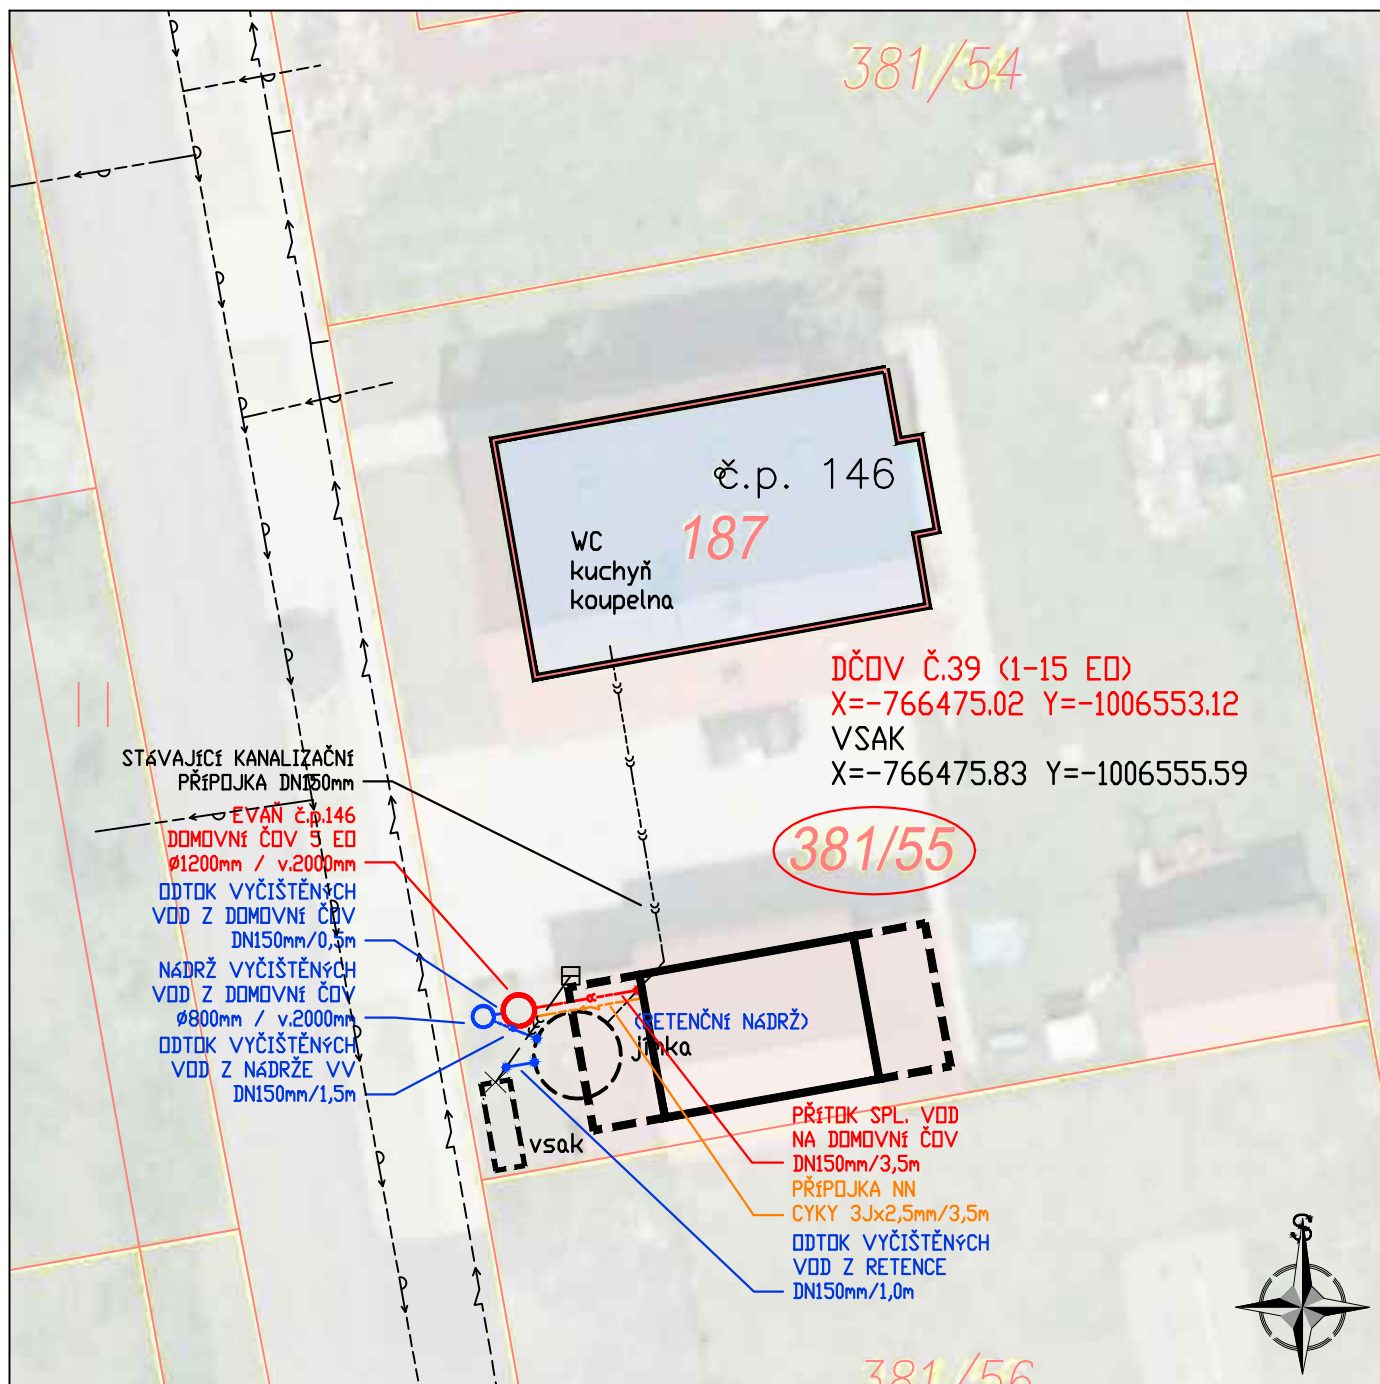 381/54
č.p. 146
187
WC
kuchyň
koupelna
DČOV Č.39 (1-15 EO)
X=-766475.02 Y=-1006553.12
VSAK
X=-766475.83 Y=-1006555.59
381/55
STÁVAJÍCÍ KANALIZAČNÍ
PŘÍPOJKA DN150mm
EVAŇ č.p.146
DOMOVNÍ ČOV 5 EO
Ø1200mm / v.2000mm
ODTOK VYČIŠTĚNÝCH
VOD Z DOMOVNÍ ČOV
DN150mm/0,5m
NÁDRŽ VYČIŠTĚNÝCH
VOD Z DOMOVNÍ ČOV
Ø800mm / v.2000mm
ODTOK VYČIŠTĚNÝCH
VOD Z NÁDRŽE VV
DN150mm/1,5m
(RETENČNÍ NÁDRŽ)
jímka
vsak
PŘÍTOK SPL. VOD
NA DOMOVNÍ ČOV
DN150mm/3,5m
PŘÍPOJKA NN
CYKY 3Jx2,5mm/3,5m
ODTOK VYČIŠTĚNÝCH
VOD Z RETENCE
DN150mm/1,0m
S
381/56